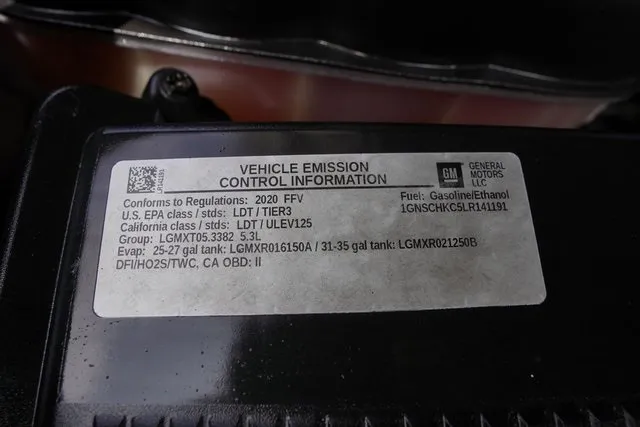 VEHICLE EMISSION
CONTROL INFORMATION
GM GENERAL
MOTORS
LLC
LR141191
Conforms to Regulations: 2020 FFV
Fuel: Gasoline/Ethanol
U.S. EPA class / stds: LDT / TIER3
1GNSCHKC5LR141191
California class / stds: LDT / ULEV125
Group: LGMXT05.3382 5.3L
Evap: 25-27 gal tank: LGMXR016150A / 31-35 gal tank: LGMXR021250B
DFI/HO2S/TWC, CA OBD: II